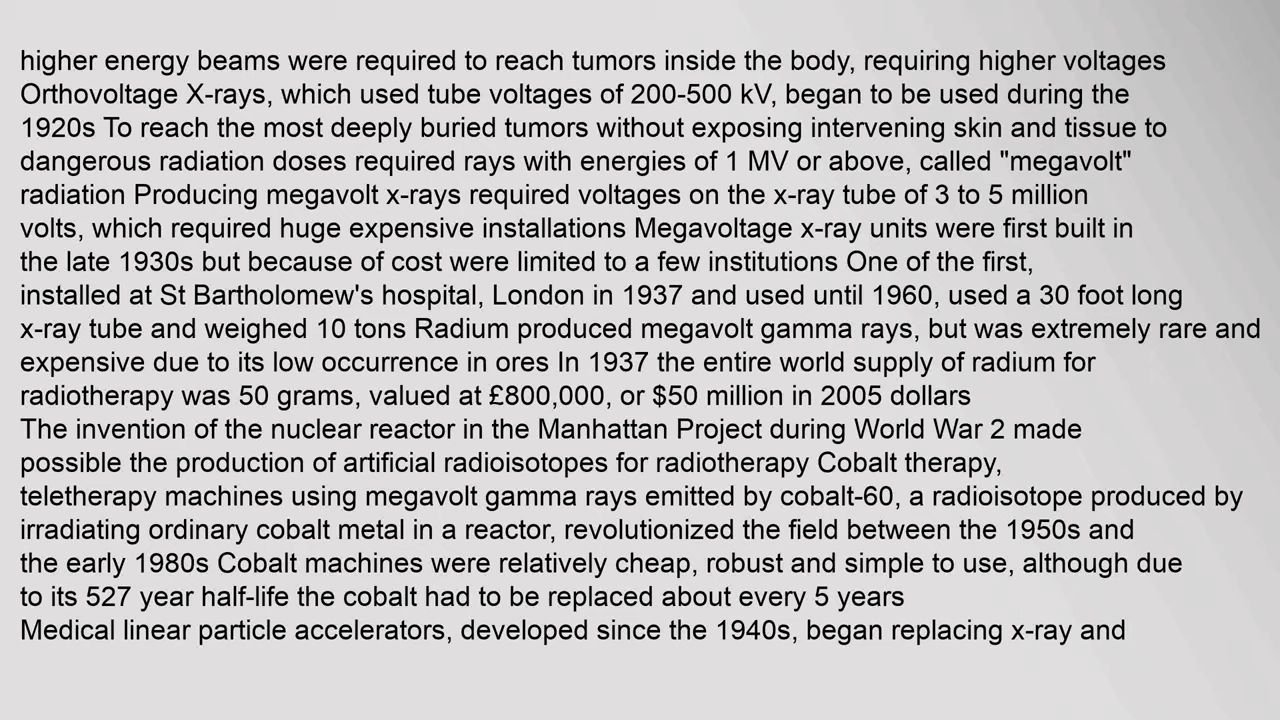 higher energy beams were required to reach tumors inside the body, requiring higher voltages
Orthovoltage X-rays, which used tube voltages of 200-500 kV, began to be used during the
1920s To reach the most deeply buried tumors without exposing intervening skin and tissue to
dangerous radiation doses required rays with energies of 1 MV or above, called "megavolt"
radiation Producing megavolt x-rays required voltages on the x-ray tube of 3 to 5 million
volts, which required huge expensive installations Megavoltage x-ray units were first built in
the late 1930s but because of cost were limited to a few institutions One of the first,
installed at St Bartholomew's hospital, London in 1937 and used until 1960, used a 30 foot long
x-ray tube and weighed 10 tons Radium produced megavolt gamma rays, but was extremely rare and
expensive due to its low occurrence in ores In 1937 the entire world supply of radium for
radiotherapy was 50 grams, valued at £800,000, or $50 million in 2005 dollars
The invention of the nuclear reactor in the Manhattan Project during World War 2 made
possible the production of artificial radioisotopes for radiotherapy Cobalt therapy,
teletherapy machines using megavolt gamma rays emitted by cobalt-60, a radioisotope produced by
irradiating ordinary cobalt metal in a reactor, revolutionized the field between the 1950s and
the early 1980s Cobalt machines were relatively cheap, robust and simple to use, although due
to its 527 year half-life the cobalt had to be replaced about every 5 years
Medical linear particle accelerators, developed since the 1940s, began replacing x-ray and